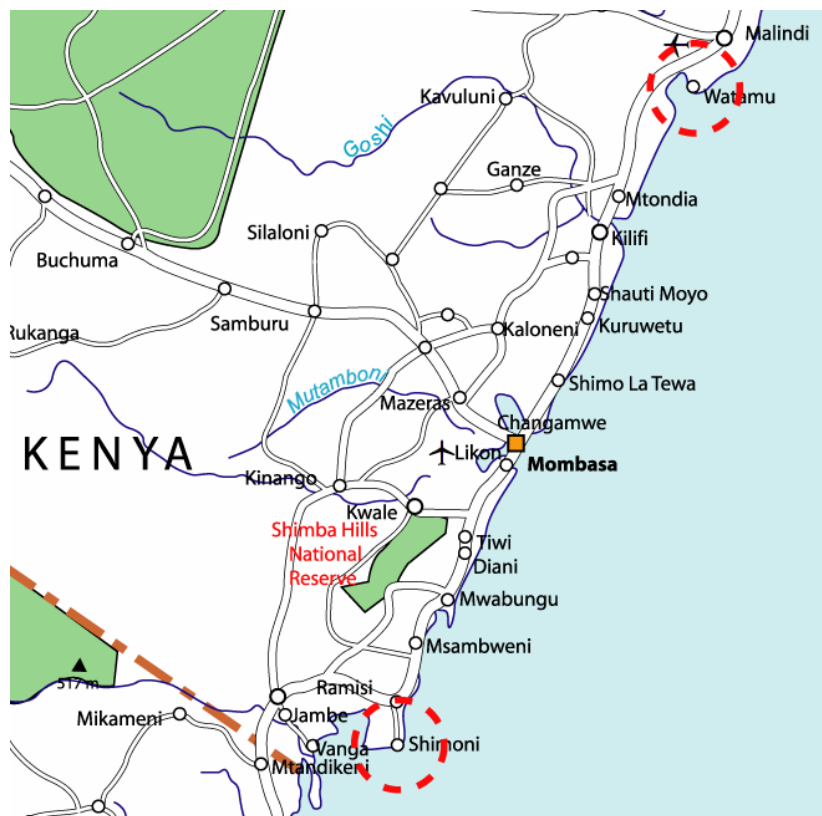 Malindi
Kavuluni
Watamu
Goshi
Ganze
Mtondia
Silaloni
Kilifi
Buchuma
Shauti Moyo
Samburu
Rukanga
Kaloneni
Kuruwetu
Mutamboni
Shimo La Tewa
Mazeras
Changamwe
KENYA
Likon
Mombasa
Kinango
Kwale
Shimba Hills
National
Reserve
Tiwi
Diani
Mwabungu
Msambweni
517 m
Ramisi
Mikameni
Jambe
Vanga
Shimoni
Mtandikeni